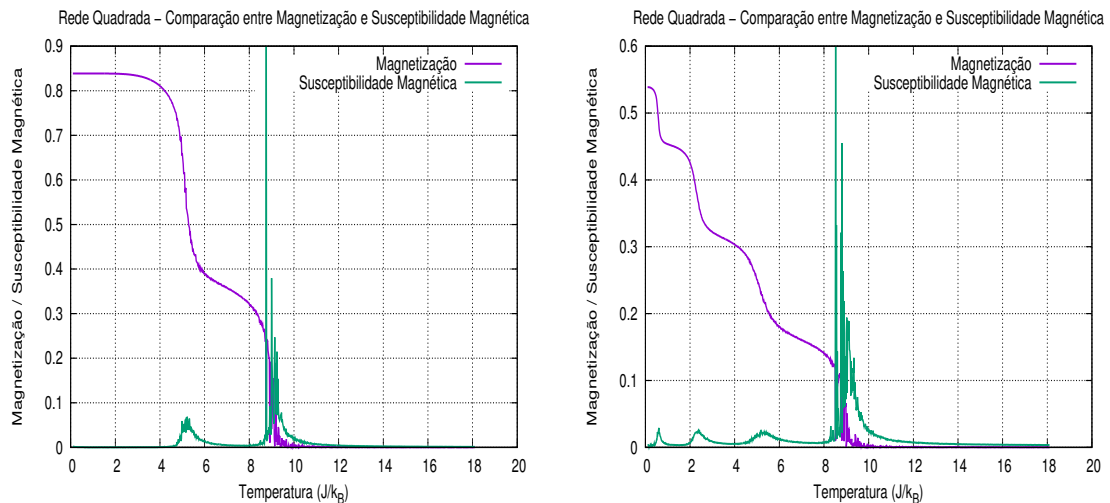 Rede Quadrada – Comparação entre Magnetização e Susceptibilidade Magnética
Magnetização / Susceptibilidade Magnética
0.9
0.8
0.7
0.6
0.5
0.4
0.3
0.2
0.1
0
Magnetização
Susceptibilidade Magnética
0 2 4 6 8 10 12 14 16 18 20
Temperatura (J/k_B)
Rede Quadrada – Comparação entre Magnetização e Susceptibilidade Magnética
Magnetização / Susceptibilidade Magnética
0.6
0.5
0.4
0.3
0.2
0.1
0
Magnetização
Susceptibilidade Magnética
0 2 4 6 8 10 12 14 16 18 20
Temperatura (J/k_B)